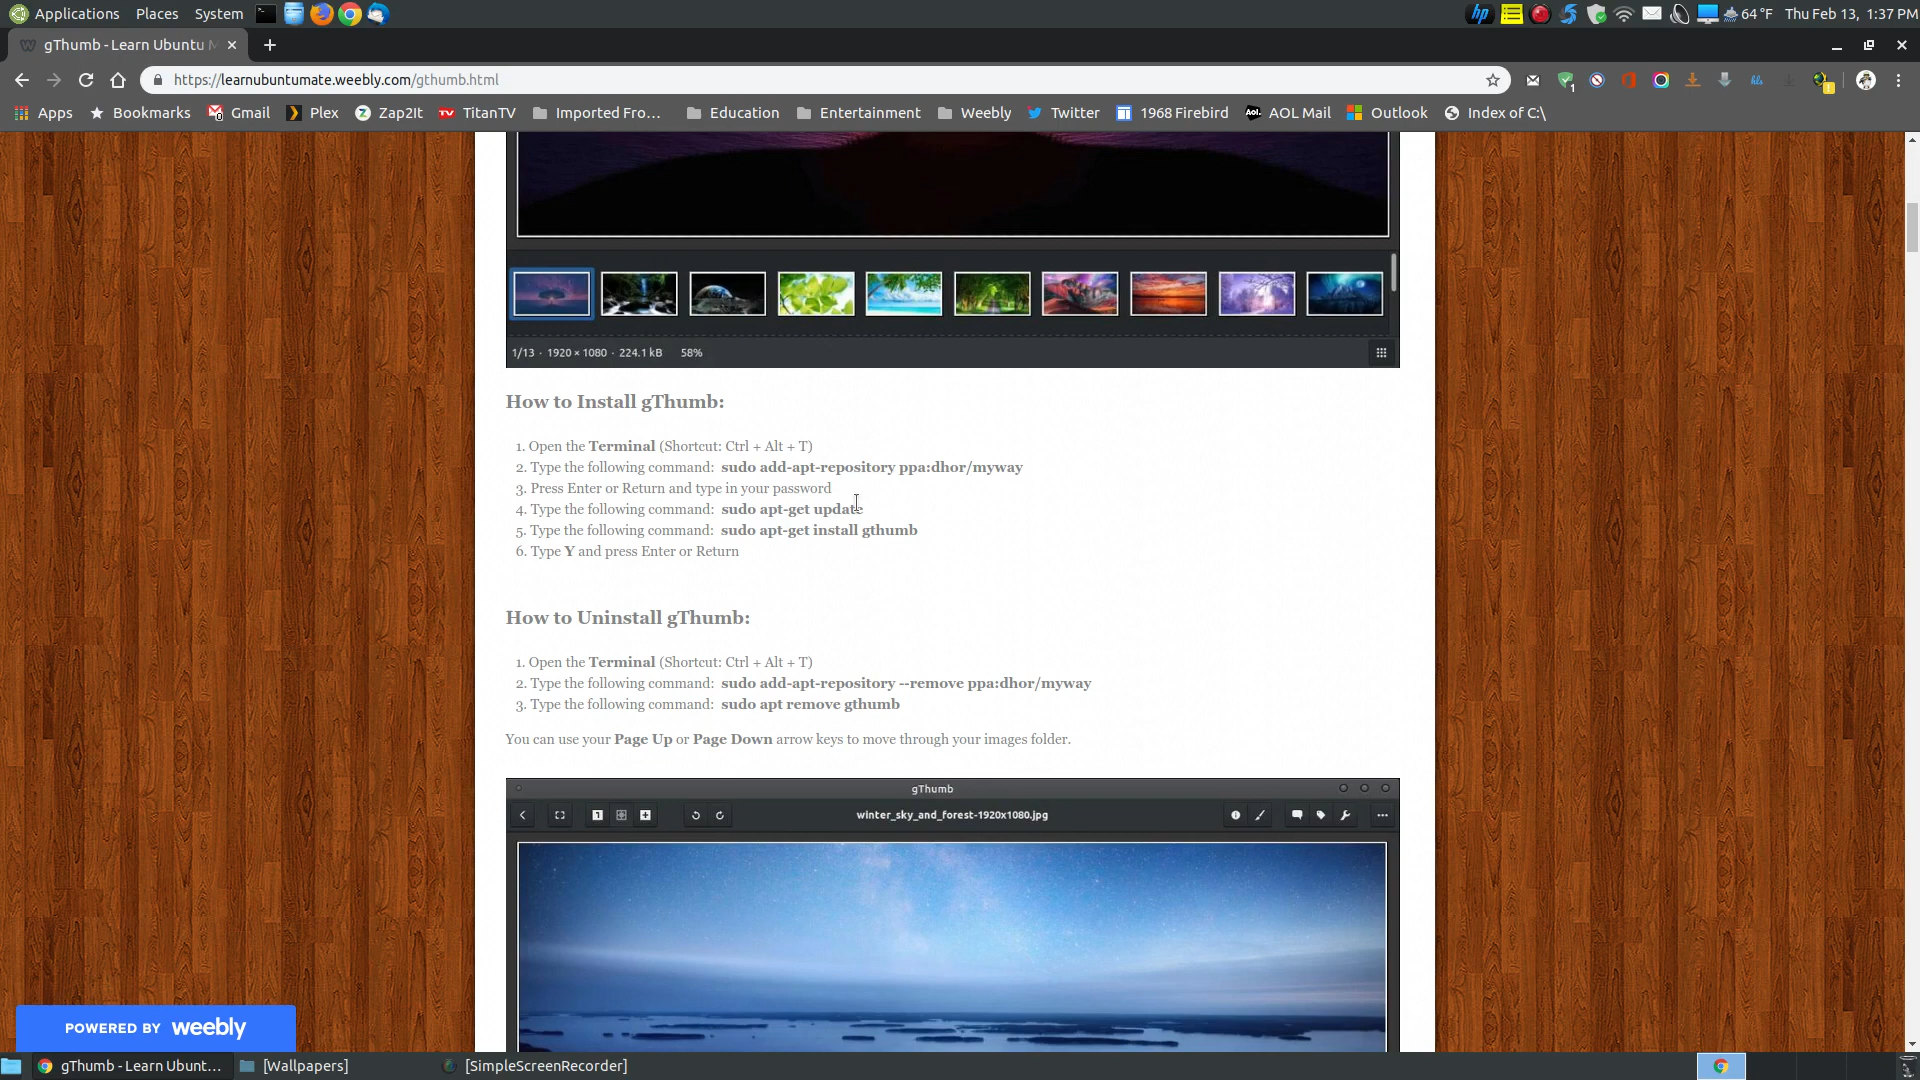 Applications Places System
hp 64 °F Thu Feb 13, 1:37 PM
gThumb - Learn Ubuntu M
https://learnubuntumate.weebly.com/gthumb.html
Apps Bookmarks Gmail Plex Zap2It TitanTV Imported Fro... Education Entertainment Weebly Twitter 1968 Firebird AOL Mail Outlook Index of C:\
1/13 · 1920 × 1080 · 224.1 kB 58%
How to Install gThumb:
1. Open the Terminal (Shortcut: Ctrl + Alt + T)
2. Type the following command: sudo add-apt-repository ppa:dhor/myway
3. Press Enter or Return and type in your password
4. Type the following command: sudo apt-get update
5. Type the following command: sudo apt-get install gthumb
6. Type Y and press Enter or Return
How to Uninstall gThumb:
1. Open the Terminal (Shortcut: Ctrl + Alt + T)
2. Type the following command: sudo add-apt-repository --remove ppa:dhor/myway
3. Type the following command: sudo apt remove gthumb
You can use your Page Up or Page Down arrow keys to move through your images folder.
gThumb
winter_sky_and_forest-1920x1080.jpg
POWERED BY weebly
gThumb - Learn Ubunt... [Wallpapers] [SimpleScreenRecorder]